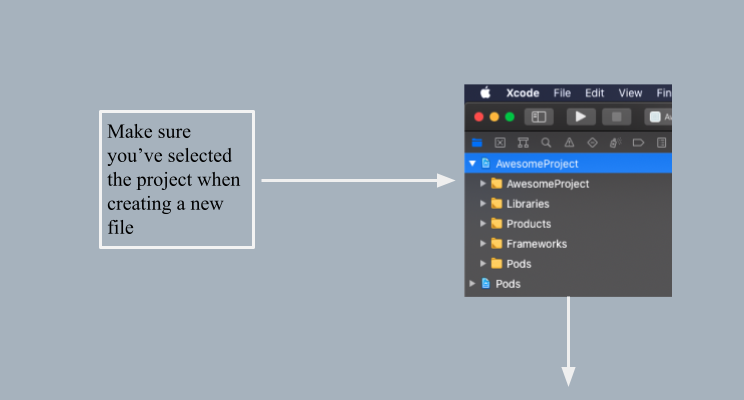 Make sure
you've selected
the project when
creating a new
file
Xcode File Edit View
AwesomeProject
AwesomeProject
Libraries
Products
Frameworks
Pods
Pods